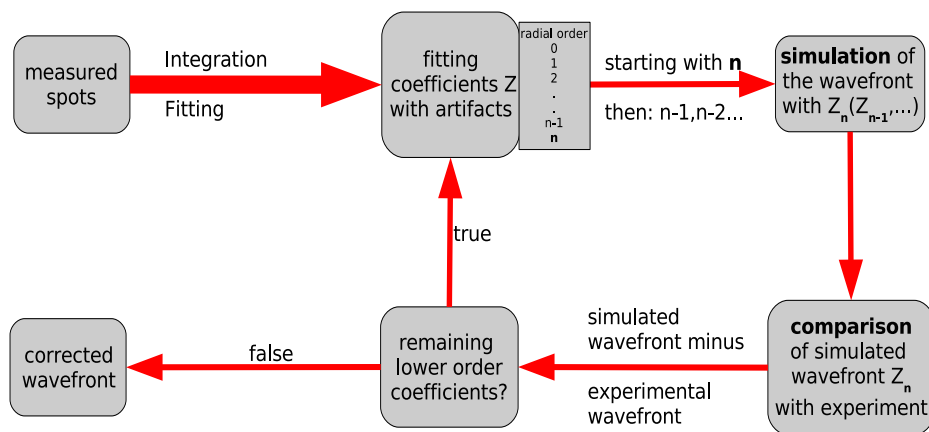 measured
spots
Integration
Fitting
fitting
coefficients Z
with artifacts
radial order
0
1
2
.
.
n-1
n
starting with n
then: n-1,n-2...
simulation of
the wavefront
with Zn(Zn-1,...)
comparison
of simulated
wavefront Zn
with experiment
simulated
wavefront minus
experimental
wavefront
remaining
lower order
coefficients?
true
false
corrected
wavefront